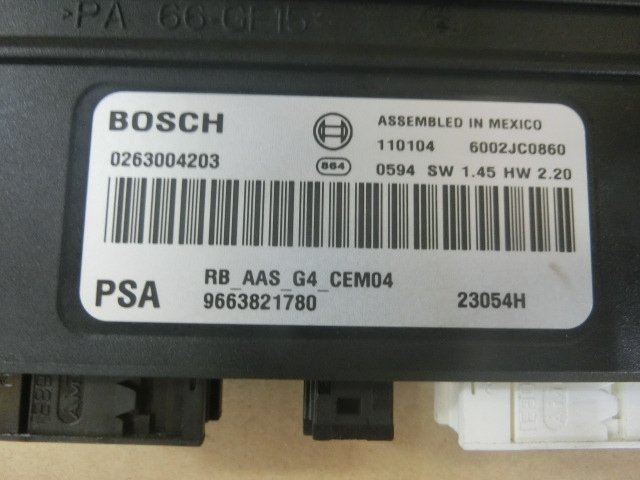 >PA 66-GF15<
BOSCH
ASSEMBLED IN MEXICO
110104 6002JC0860
0263004203
864
0594 SW 1.45 HW 2.20
RB_AAS_G4_CEM04
PSA
9663821780
23054H